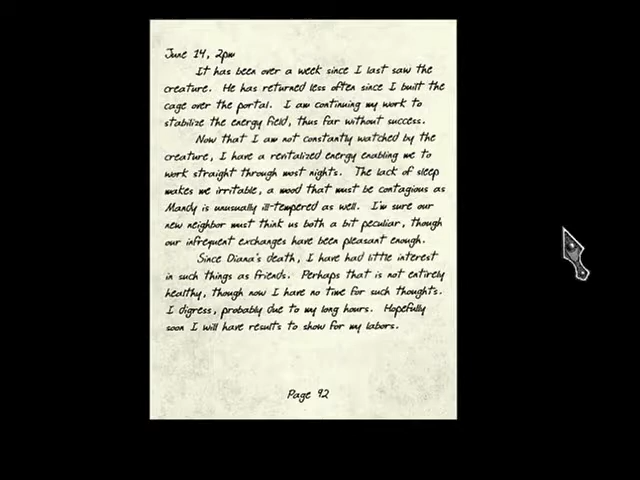 June 14, 2pm
It has been over a week since I last saw the
creature. He has returned less often since I built the
cage over the portal. I am continuing my work to
stabilize the energy field, thus far without success.
Now that I am not constantly watched by the
creature, I have a revitalized energy enabling me to
work straight through most nights. The lack of sleep
makes me irritable, a mood that must be contagious as
Mandy is unusually ill-tempered as well. I'm sure our
new neighbor must think us both a bit peculiar, though
our infrequent exchanges have been pleasant enough.
Since Diana's death, I have had little interest
in such things as friends. Perhaps that is not entirely
healthy, though now I have no time for such thoughts.
I digress, probably due to my long hours. Hopefully
soon I will have results to show for my labors.
Page 92